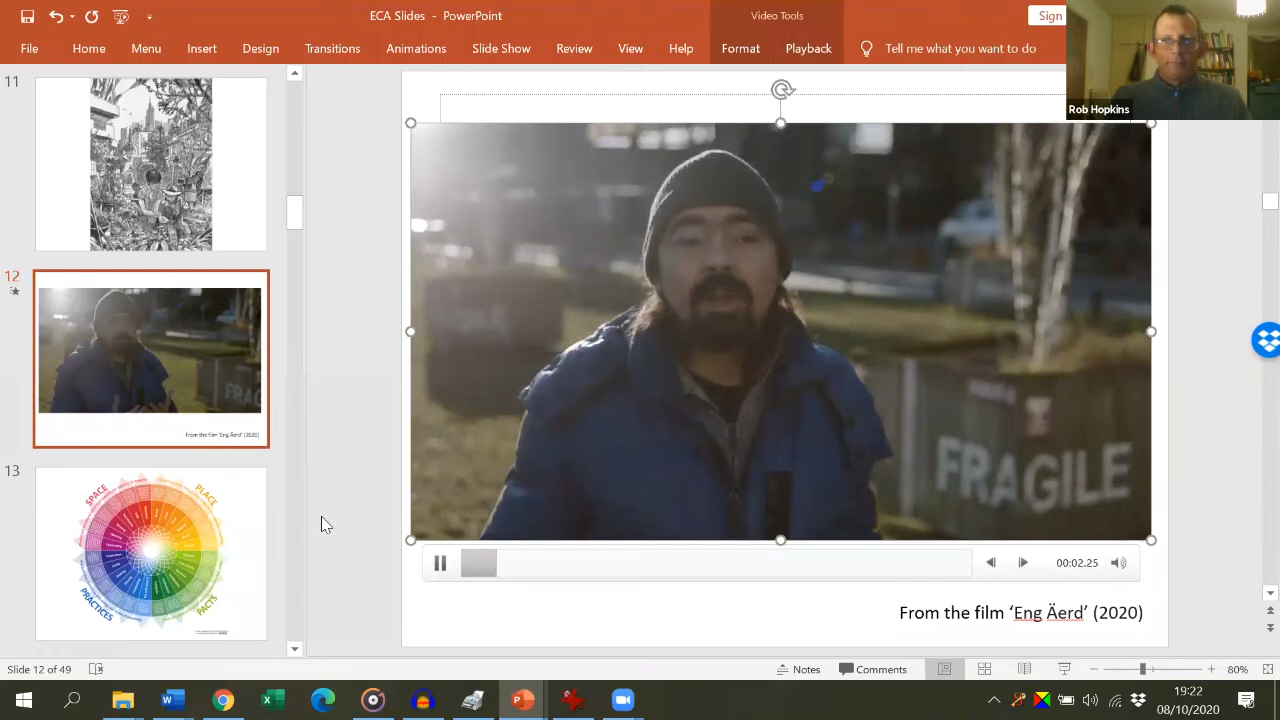 ECA Slides - PowerPoint
Video Tools
Sign
File Home Menu Insert Design Transitions Animations Slide Show Review View Help Format Playback Tell me what you want to do
Rob Hopkins
11
12
From the film 'Eng Äerd' (2020)
13
SPACE
PLACE
PRACTICES
PACTS
FRAGILE
FRAGILE
00:02.25
From the film ‘Eng Äerd’ (2020)
Slide 12 of 49
Notes Comments 80%
19:22
08/10/2020